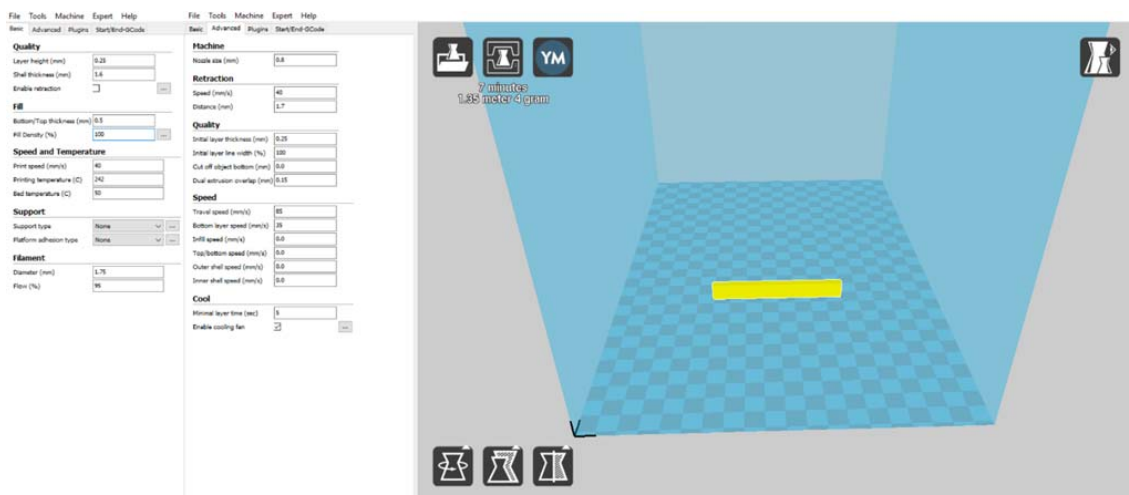 File Tools Machine Expert Help
Basic Advanced Plugins Start/End-GCode
Quality
Layer height (mm) 0.25
Shell thickness (mm) 1.6
Enable retraction ...
Fill
Bottom/Top thickness (mm) 0.5
Fill Density (%) 100 ...
Speed and Temperature
Print speed (mm/s) 40
Printing temperature (C) 242
Bed temperature (C) 90
Support
Support type None ...
Platform adhesion type None ...
Filament
Diameter (mm) 1.75
Flow (%) 96
File Tools Machine Expert Help
Basic Advanced Plugins Start/End-GCode
Machine
Nozzle size (mm) 0.8
Retraction
Speed (mm/s) 40
Distance (mm) 1.7
Quality
Initial layer thickness (mm) 0.25
Initial layer line width (%) 100
Cut off object bottom (mm) 0.0
Dual extrusion overlap (mm) 0.15
Speed
Travel speed (mm/s) 85
Bottom layer speed (mm/s) 25
Infill speed (mm/s) 0.0
Top/bottom speed (mm/s) 0.0
Outer shell speed (mm/s) 0.0
Inner shell speed (mm/s) 0.0
Cool
Minimal layer time (sec) 5
Enable cooling fan ...
YM
7 minutes
1.35 meter 4 gram